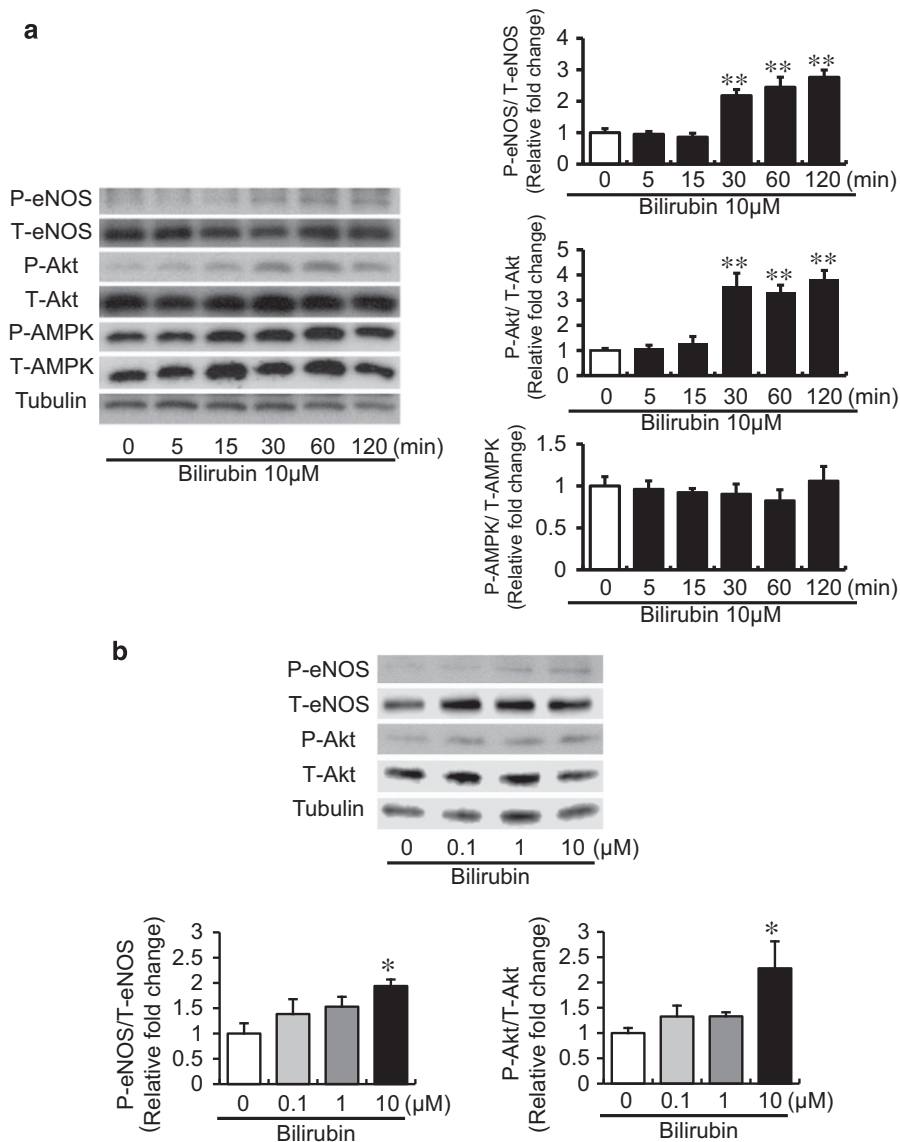 a
P-eNOS
T-eNOS
P-Akt
T-Akt
P-AMPK
T-AMPK
Tubulin
0 5 15 30 60 120 (min)
Bilirubin 10µM
P-eNOS/ T-eNOS
(Relative fold change)
4
3
2
1
0
** ** **
0 5 15 30 60 120 (min)
Bilirubin 10µM
P-Akt/ T-Akt
(Relative fold change)
5
4
3
2
1
0
** ** **
0 5 15 30 60 120 (min)
Bilirubin 10µM
P-AMPK/ T-AMPK
(Relative fold change)
1.5
1
0.5
0
0 5 15 30 60 120 (min)
Bilirubin 10µM
b
P-eNOS
T-eNOS
P-Akt
T-Akt
Tubulin
0 0.1 1 10 (µM)
Bilirubin
P-eNOS/T-eNOS
(Relative fold change)
3
2.5
2
1.5
1
0.5
0
*
0 0.1 1 10 (µM)
Bilirubin
P-Akt/T-Akt
(Relative fold change)
3
2.5
2
1.5
1
0.5
0
*
0 0.1 1 10 (µM)
Bilirubin